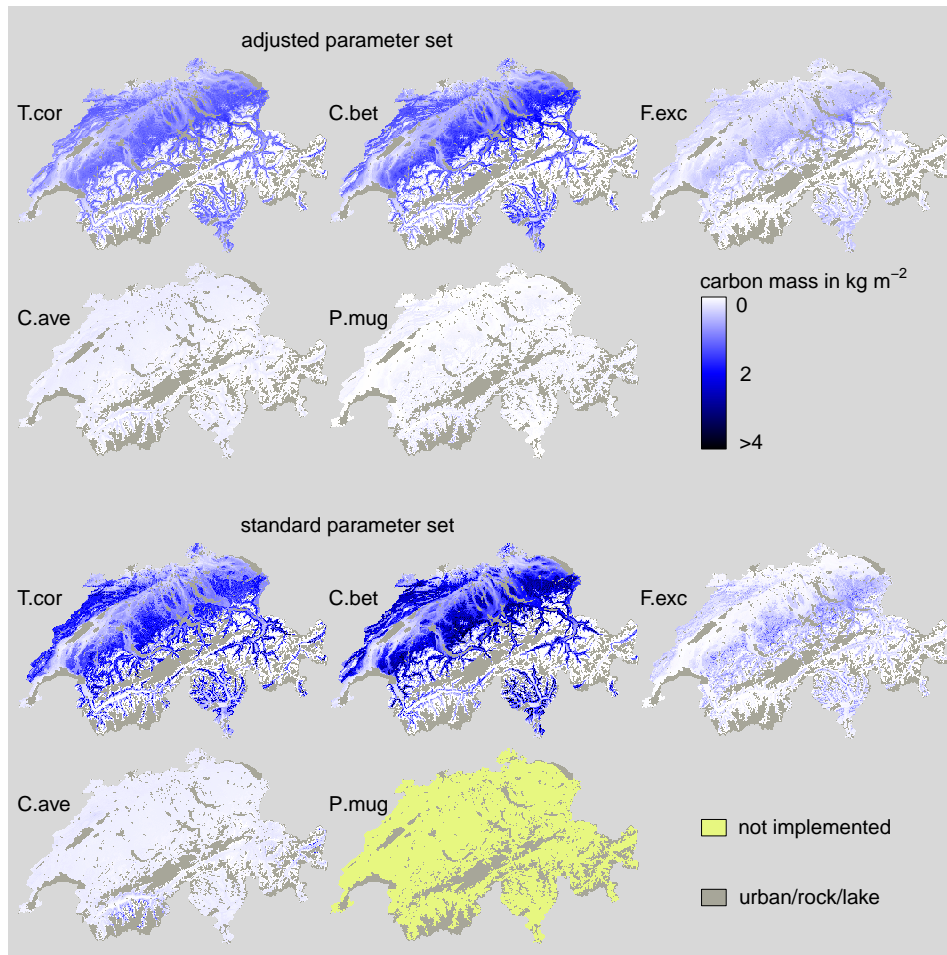 adjusted parameter set
T.cor
C.bet
F.exc
C.ave
P.mug
carbon mass in kg m⁻²
0
2
>4
standard parameter set
T.cor
C.bet
F.exc
C.ave
P.mug
not implemented
urban/rock/lake